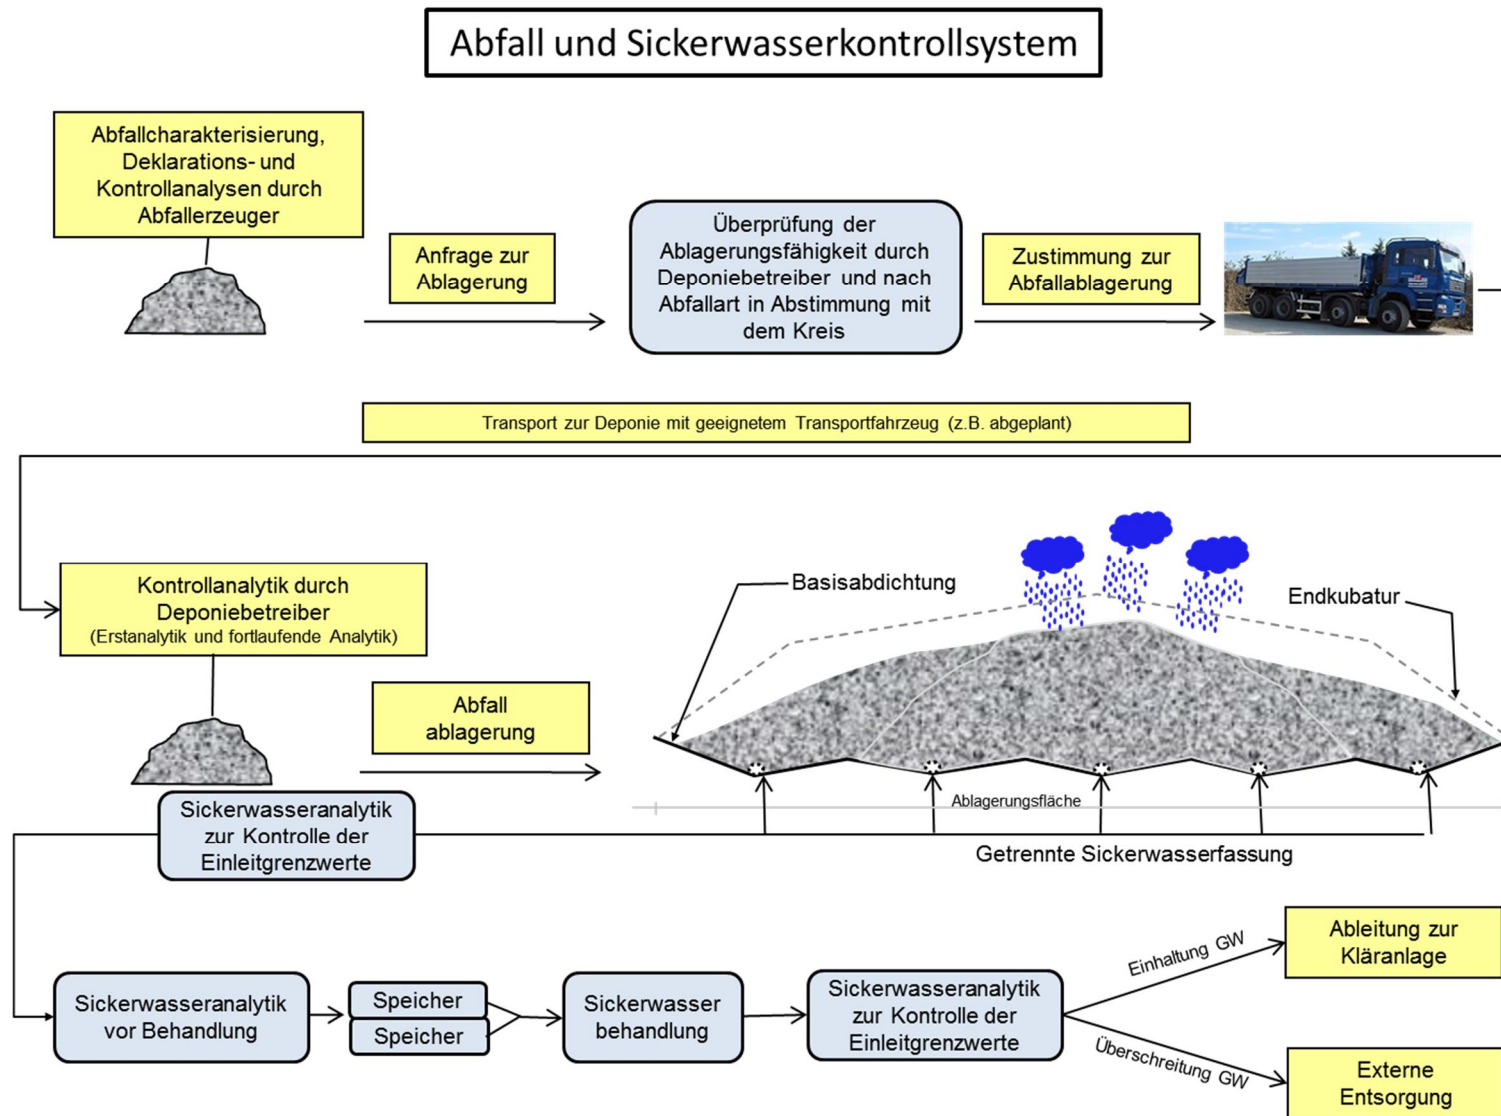 Abfall und Sickerwasserkontrollsystem
Abfallcharakterisierung,
Deklarations- und
Kontrollanalysen durch
Abfallerzeuger
Anfrage zur
Ablagerung
Überprüfung der
Ablagerungsfähigkeit durch
Deponiebetreiber und nach
Abfallart in Abstimmung mit
dem Kreis
Zustimmung zur
Abfallablagerung
Transport zur Deponie mit geeignetem Transportfahrzeug (z.B. abgeplant)
Kontrollanalytik durch
Deponiebetreiber
(Erstanalytik und fortlaufende Analytik)
Abfall
ablagerung
Basisabdichtung
Endkubatur
Ablagerungsfläche
Getrennte Sickerwasserfassung
Sickerwasseranalytik
zur Kontrolle der
Einleitgrenzwerte
Sickerwasseranalytik
vor Behandlung
Speicher
Speicher
Sickerwasser
behandlung
Sickerwasseranalytik
zur Kontrolle der
Einleitgrenzwerte
Einhaltung GW
Überschreitung GW
Ableitung zur
Kläranlage
Externe
Entsorgung